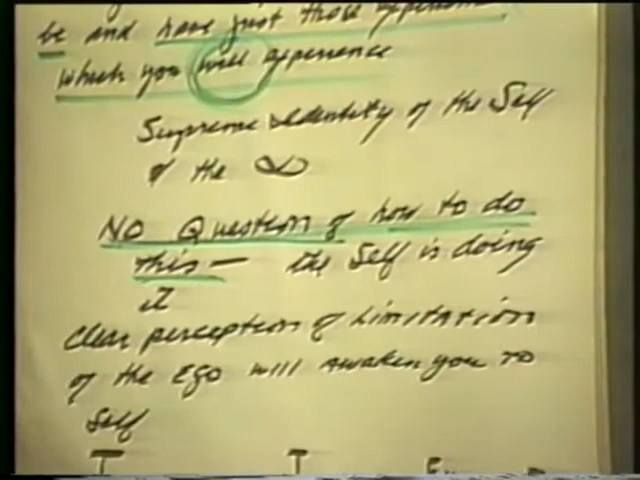 be and have just those
which you will experience
Supreme Identity of the Self
& the ∞
No Question of how to do
this — the Self is doing
it
Clear perception of Limitation
of the Ego will awaken you to
Self